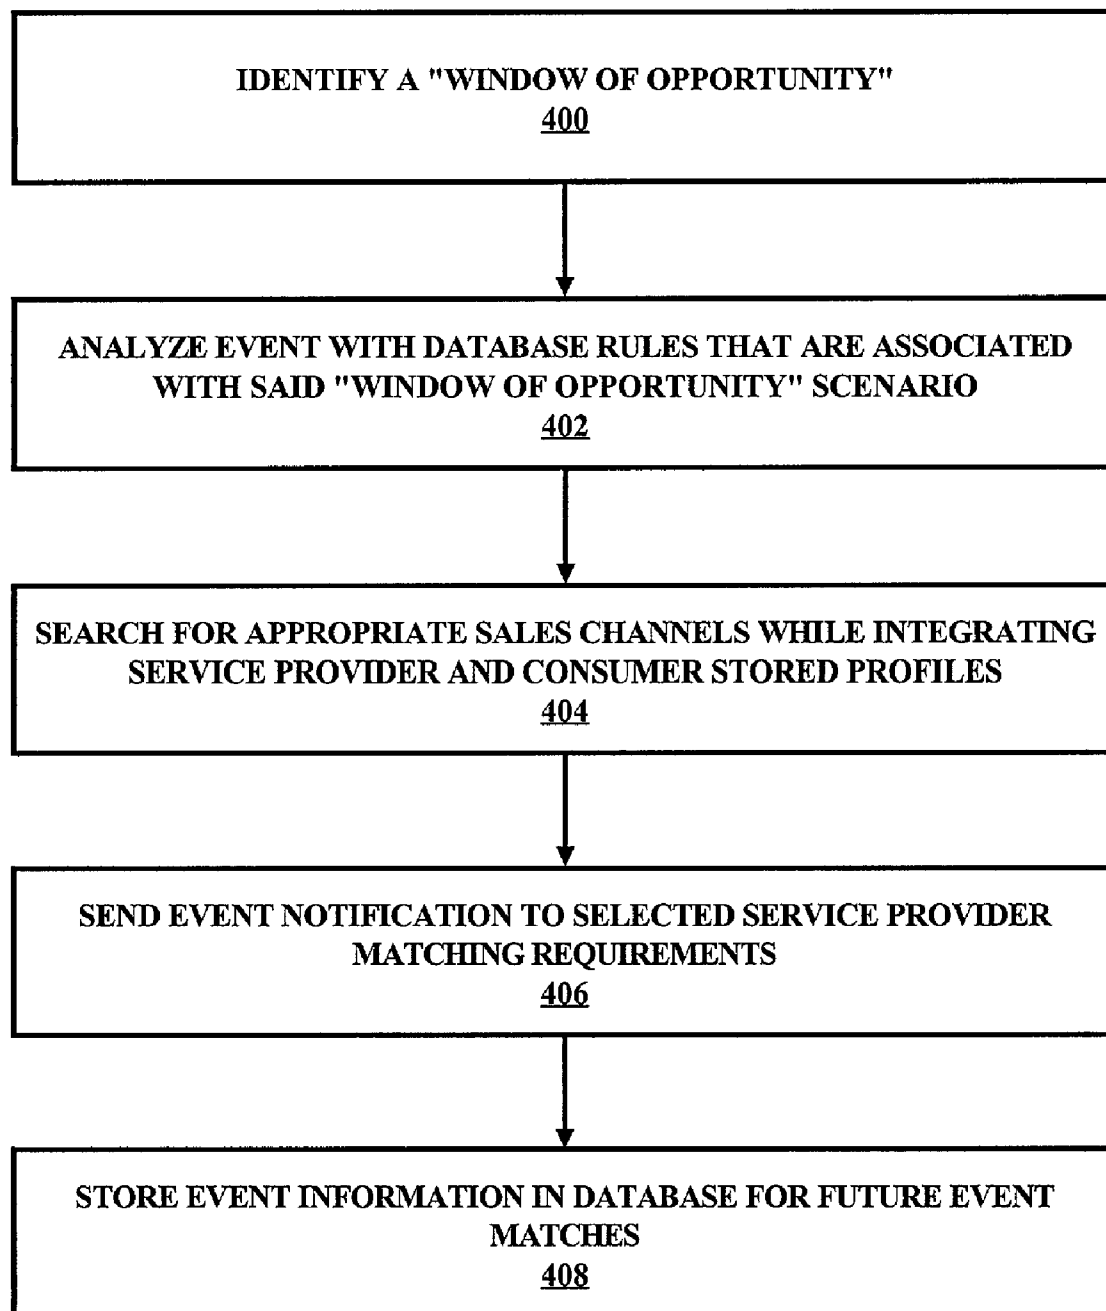 IDENTIFY A "WINDOW OF OPPORTUNITY"
400
ANALYZE EVENT WITH DATABASE RULES THAT ARE ASSOCIATED
WITH SAID "WINDOW OF OPPORTUNITY" SCENARIO
402
SEARCH FOR APPROPRIATE SALES CHANNELS WHILE INTEGRATING
SERVICE PROVIDER AND CONSUMER STORED PROFILES
404
SEND EVENT NOTIFICATION TO SELECTED SERVICE PROVIDER
MATCHING REQUIREMENTS
406
STORE EVENT INFORMATION IN DATABASE FOR FUTURE EVENT
MATCHES
408